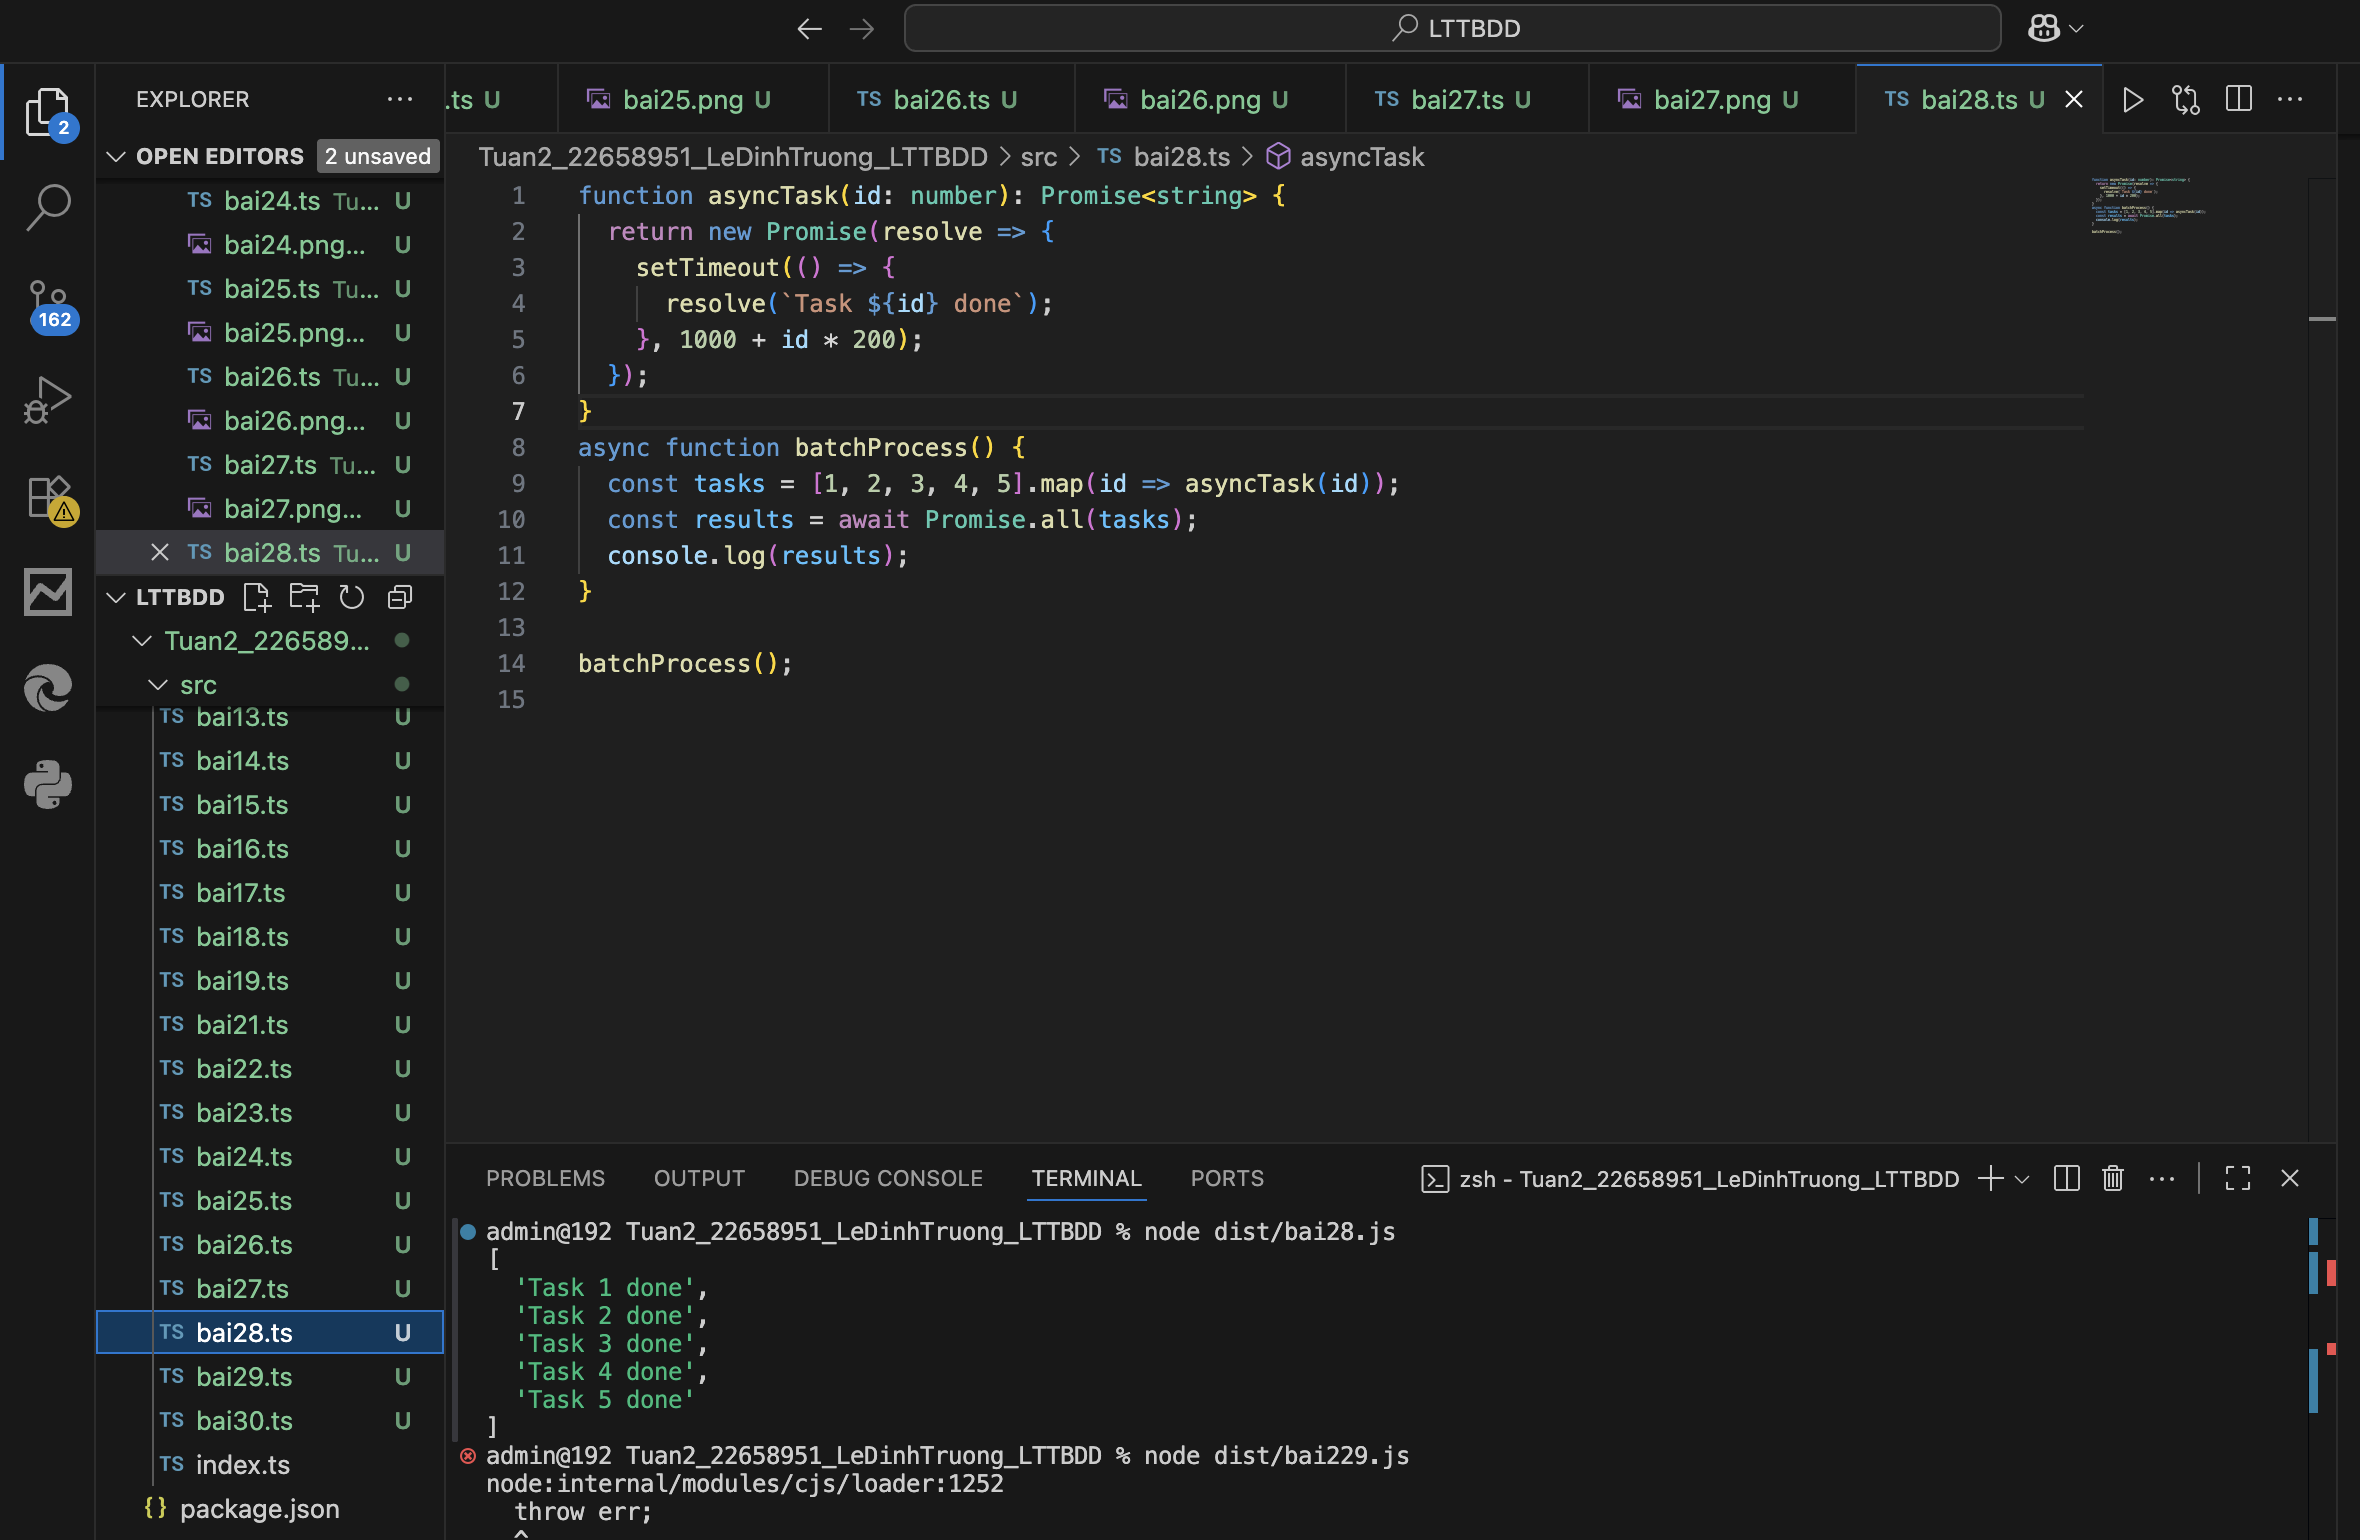 LTTBDD
EXPLORER
.ts U
bai25.png U
TS bai26.ts U
bai26.png U
TS bai27.ts U
bai27.png U
TS bai28.ts U
2
OPEN EDITORS 2 unsaved
TS bai24.ts Tu... U
bai24.png... U
TS bai25.ts Tu... U
bai25.png... U
TS bai26.ts Tu... U
bai26.png... U
TS bai27.ts Tu... U
bai27.png... U
TS bai28.ts Tu... U
162
LTTBDD
Tuan2_226589...
src
TS bai13.ts U
TS bai14.ts U
TS bai15.ts U
TS bai16.ts U
TS bai17.ts U
TS bai18.ts U
TS bai19.ts U
TS bai21.ts U
TS bai22.ts U
TS bai23.ts U
TS bai24.ts U
TS bai25.ts U
TS bai26.ts U
TS bai27.ts U
TS bai28.ts U
TS bai29.ts U
TS bai30.ts U
TS index.ts
{} package.json
Tuan2_22658951_LeDinhTruong_LTTBDD > src > TS bai28.ts > asyncTask
1 function asyncTask(id: number): Promise<string> {
2 return new Promise(resolve => {
3 setTimeout(() => {
4 resolve(`Task ${id} done`);
5 }, 1000 + id * 200);
6 });
7 }
8 async function batchProcess() {
9 const tasks = [1, 2, 3, 4, 5].map(id => asyncTask(id));
10 const results = await Promise.all(tasks);
11 console.log(results);
12 }
13
14 batchProcess();
15
PROBLEMS OUTPUT DEBUG CONSOLE TERMINAL PORTS
zsh - Tuan2_22658951_LeDinhTruong_LTTBDD
admin@192 Tuan2_22658951_LeDinhTruong_LTTBDD % node dist/bai28.js
[
'Task 1 done',
'Task 2 done',
'Task 3 done',
'Task 4 done',
'Task 5 done'
]
admin@192 Tuan2_22658951_LeDinhTruong_LTTBDD % node dist/bai229.js
node:internal/modules/cjs/loader:1252
throw err;
^